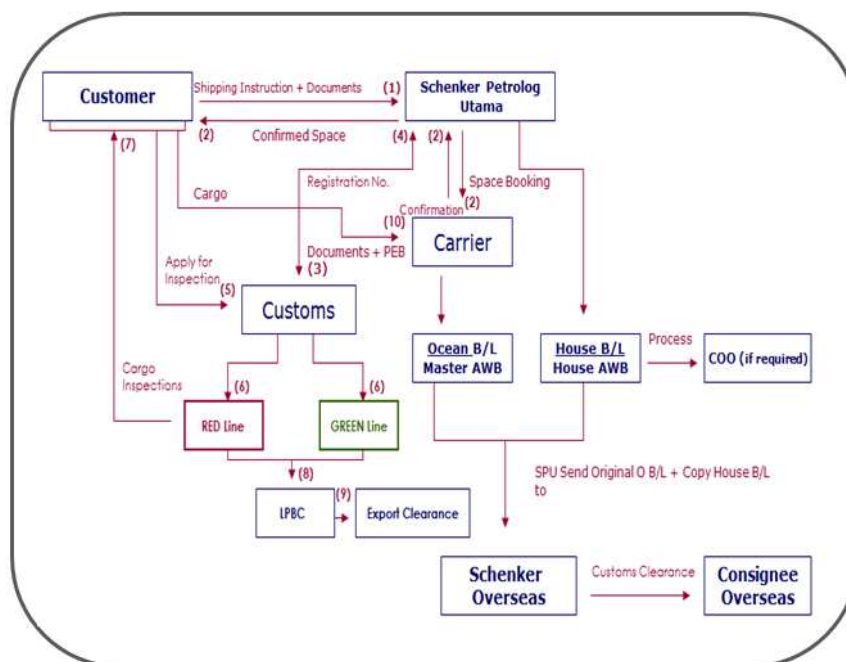 Customer
Shipping Instruction + Documents
(1)
Schenker Petrolog
Utama
(7)
(2)
Confirmed Space
(4)
(2)
Registration No.
Space Booking
Cargo
Confirmation
(2)
(10)
Carrier
Documents + PEB
(3)
Apply for
Inspection
(5)
Customs
Ocean B/L
Master AWB
House B/L
House AWB
Process
COO (if required)
Cargo
Inspections
(6)
(6)
RED Line
GREEN Line
(8)
SPU Send Original O B/L + Copy House B/L
to
LPBC
(9)
Export Clearance
Schenker
Overseas
Customs Clearance
Consignee
Overseas